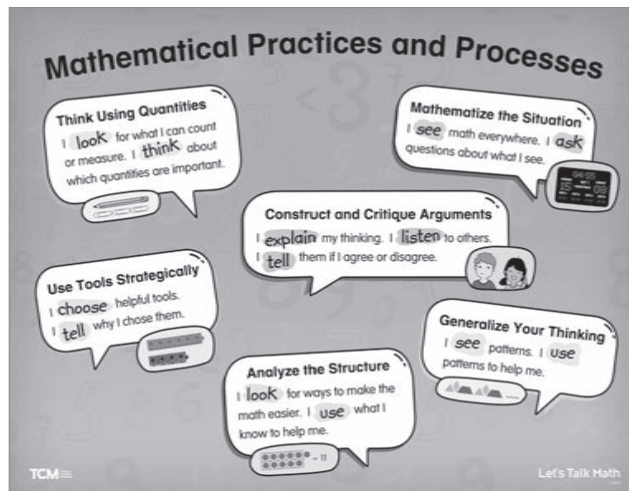 Mathematical Practices and Processes
Think Using Quantities
I look for what I can count
or measure. I think about
which quantities are important.
Mathematize the Situation
I see math everywhere. I ask
questions about what I see.
Construct and Critique Arguments
I explain my thinking. I listen to others.
I tell them if I agree or disagree.
Use Tools Strategically
I choose helpful tools.
I tell why I chose them.
Generalize Your Thinking
I see patterns. I use
patterns to help me.
Analyze the Structure
I look for ways to make the
math easier. I use what I
know to help me.
= 11
TCM
Let's Talk Math